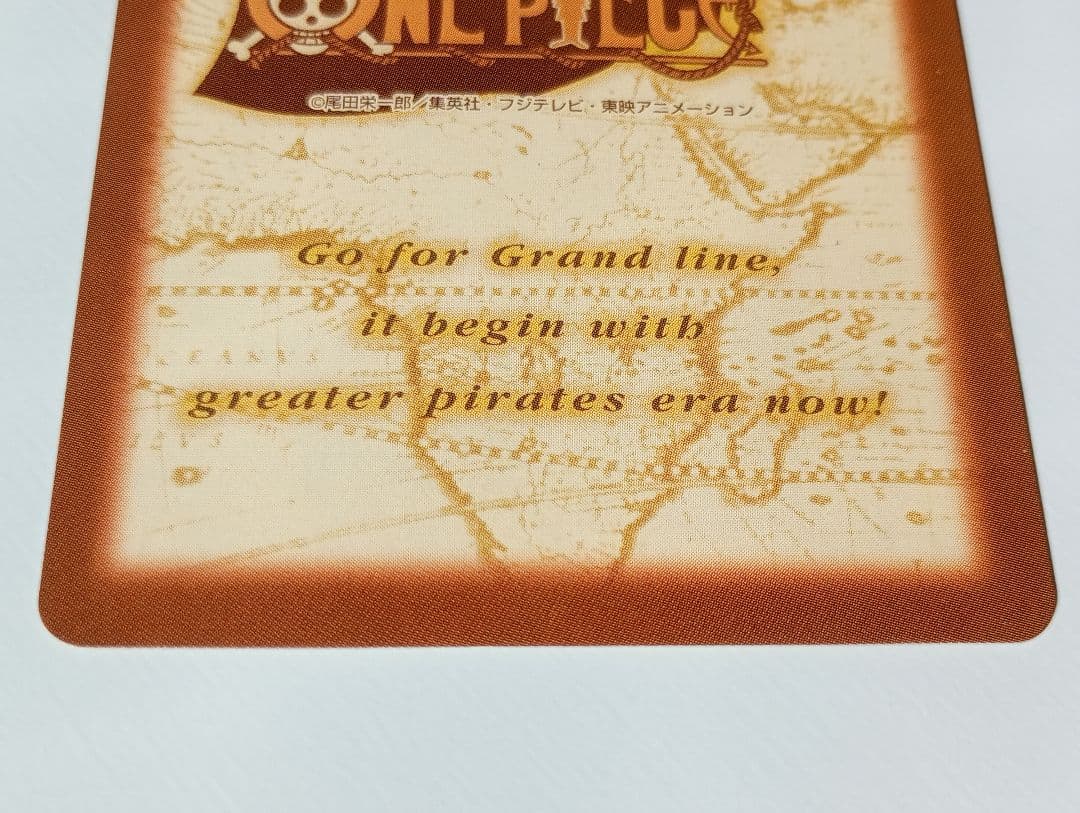 ONE PIECE
©尾田栄一郎／集英社・フジテレビ・東映アニメーション
Go for Grand line,
it begin with
greater pirates era now!